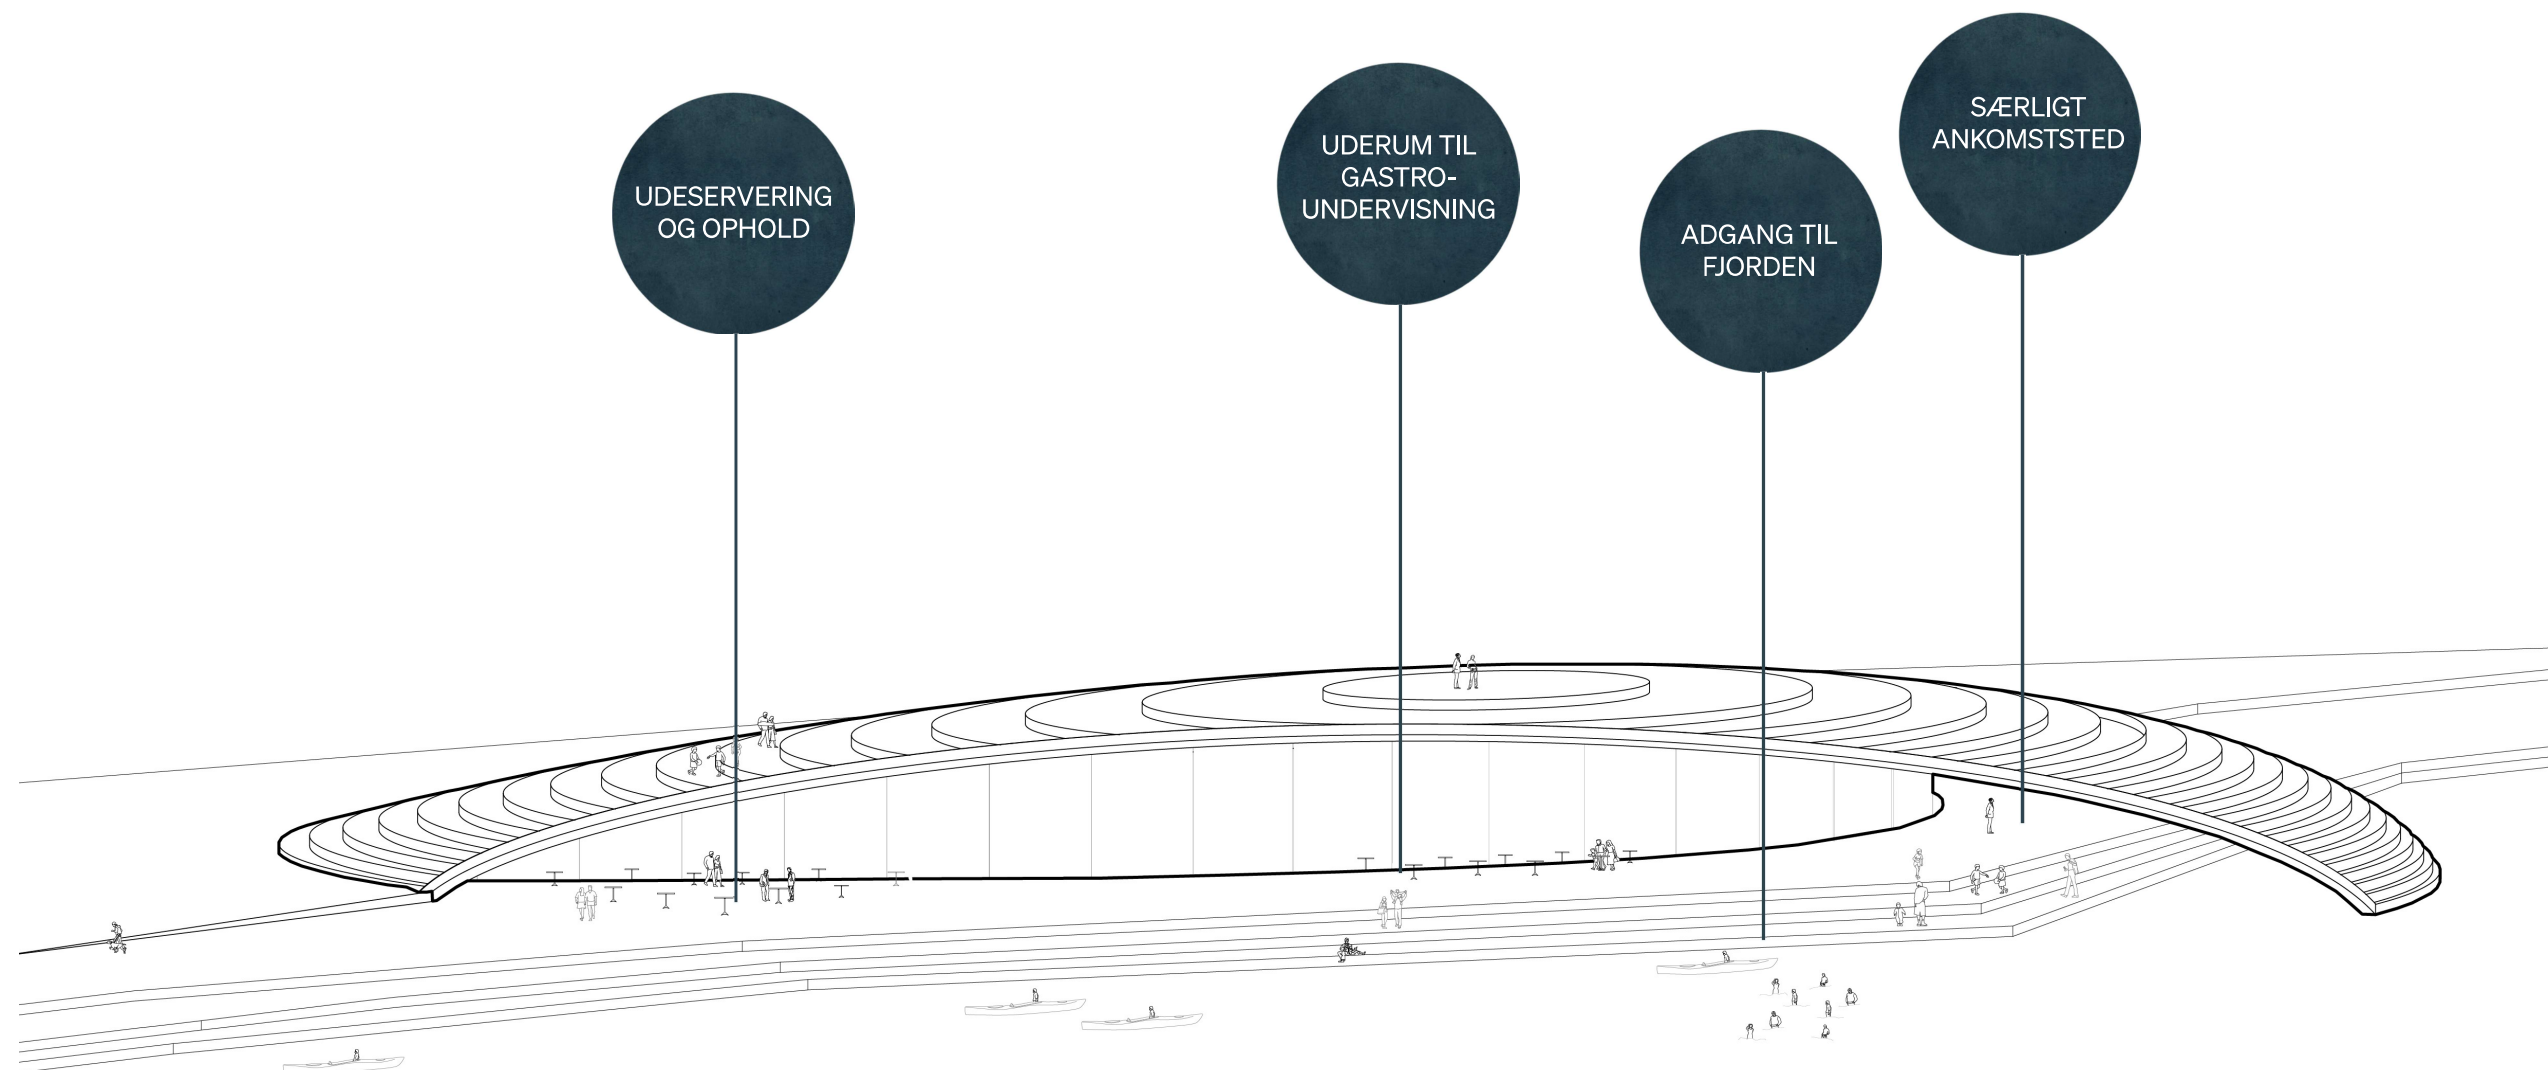 UDESERVERING
OG OPHOLD
UDERUM TIL
GASTRO-
UNDERVISNING
ADGANG TIL
FJORDEN
SÆRLIGT
ANKOMSTSTED